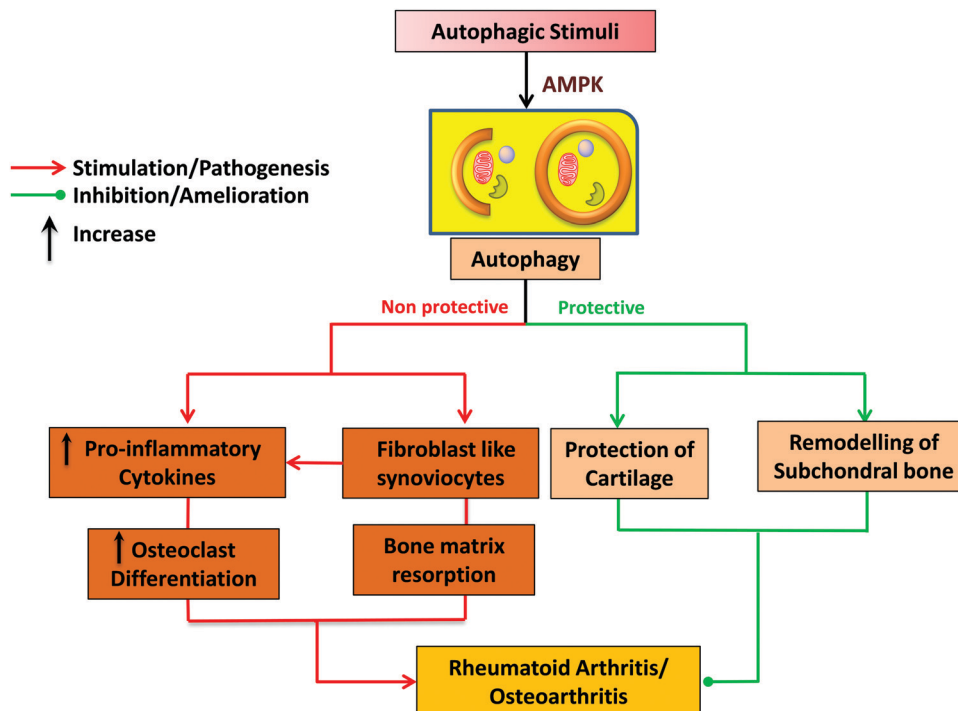 Autophagic Stimuli
AMPK
Stimulation/Pathogenesis
Inhibition/Amelioration
Increase
Autophagy
Non protective
Protective
Pro-inflammatory
Cytokines
Fibroblast like
synoviocytes
Protection of
Cartilage
Remodelling of
Subchondral bone
Osteoclast
Differentiation
Bone matrix
resorption
Rheumatoid Arthritis/
Osteoarthritis